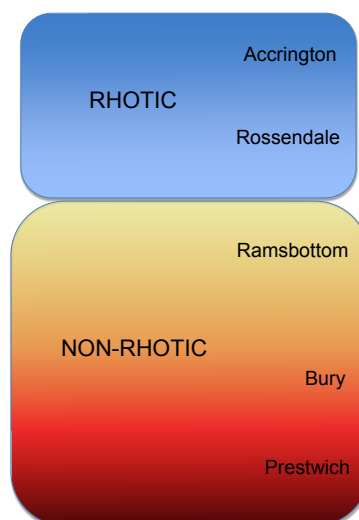 Accrington
RHOTIC
Rossendale
Ramsbottom
NON-RHOTIC
Bury
Prestwich